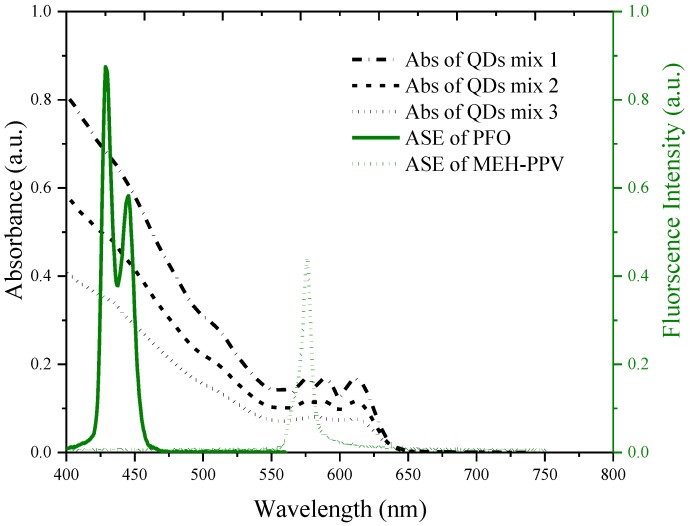 1.0
0.8
0.6
0.4
0.2
0.0
Absorbance (a.u.)
Abs of QDs mix 1
Abs of QDs mix 2
Abs of QDs mix 3
ASE of PFO
ASE of MEH-PPV
1.0
0.8
0.6
0.4
0.2
0.0
Fluorscence Intensity (a.u.)
400 450 500 550 600 650 700 750 800
Wavelength (nm)